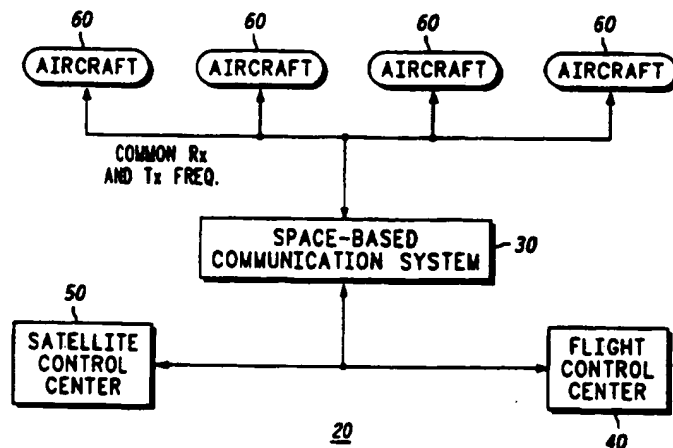 60 60 60 60
AIRCRAFT AIRCRAFT AIRCRAFT AIRCRAFT
COMMON Rx
AND Tx FREQ.
SPACE-BASED
COMMUNICATION SYSTEM
30
50
SATELLITE
CONTROL
CENTER
FLIGHT
CONTROL
CENTER
20
40